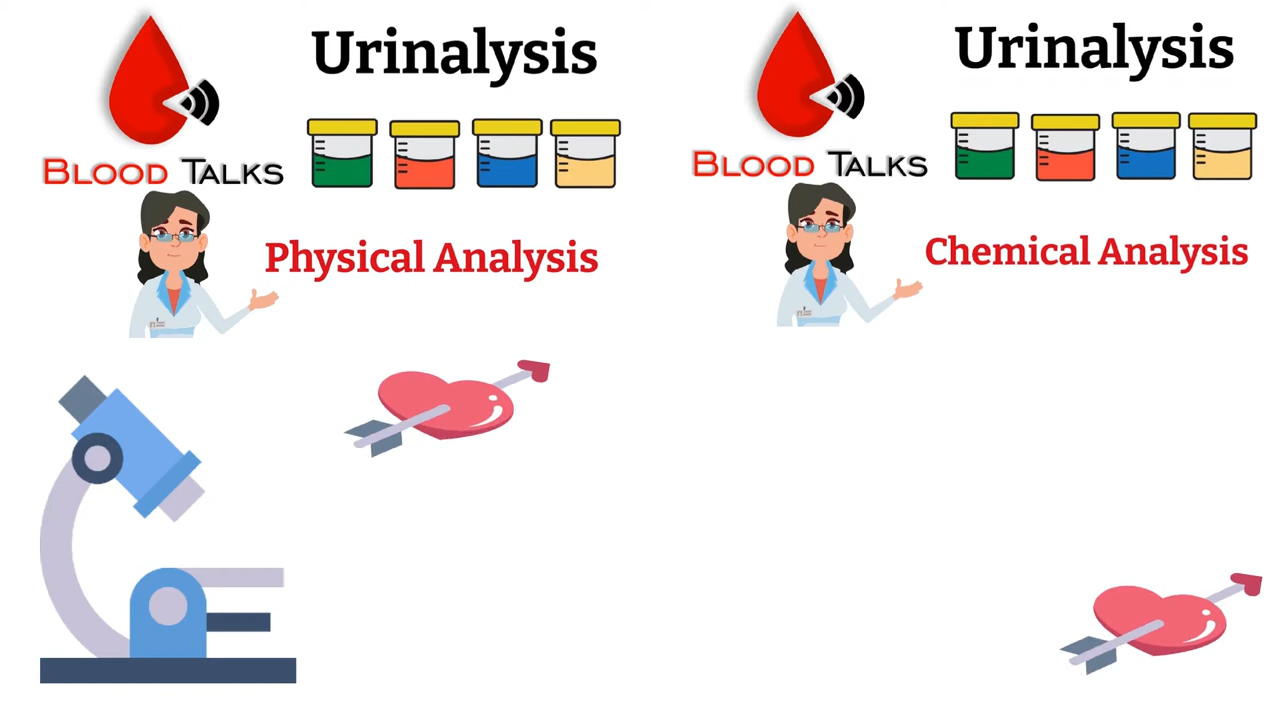 Urinalysis
BLOOD TALKS
Physical Analysis
Urinalysis
BLOOD TALKS
Chemical Analysis